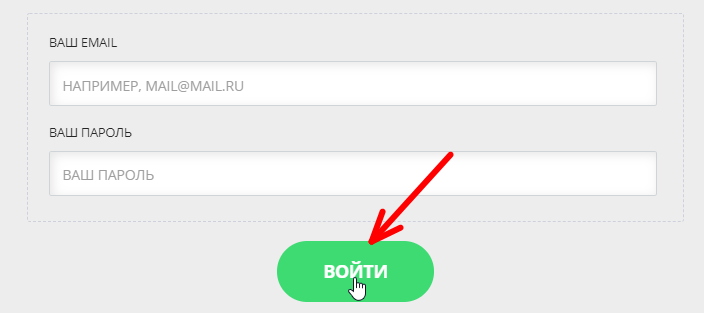 ВАШ EMAIL
НАПРИМЕР, MAIL@MAIL.RU
ВАШ ПАРОЛЬ
ВАШ ПАРОЛЬ
ВОЙТИ